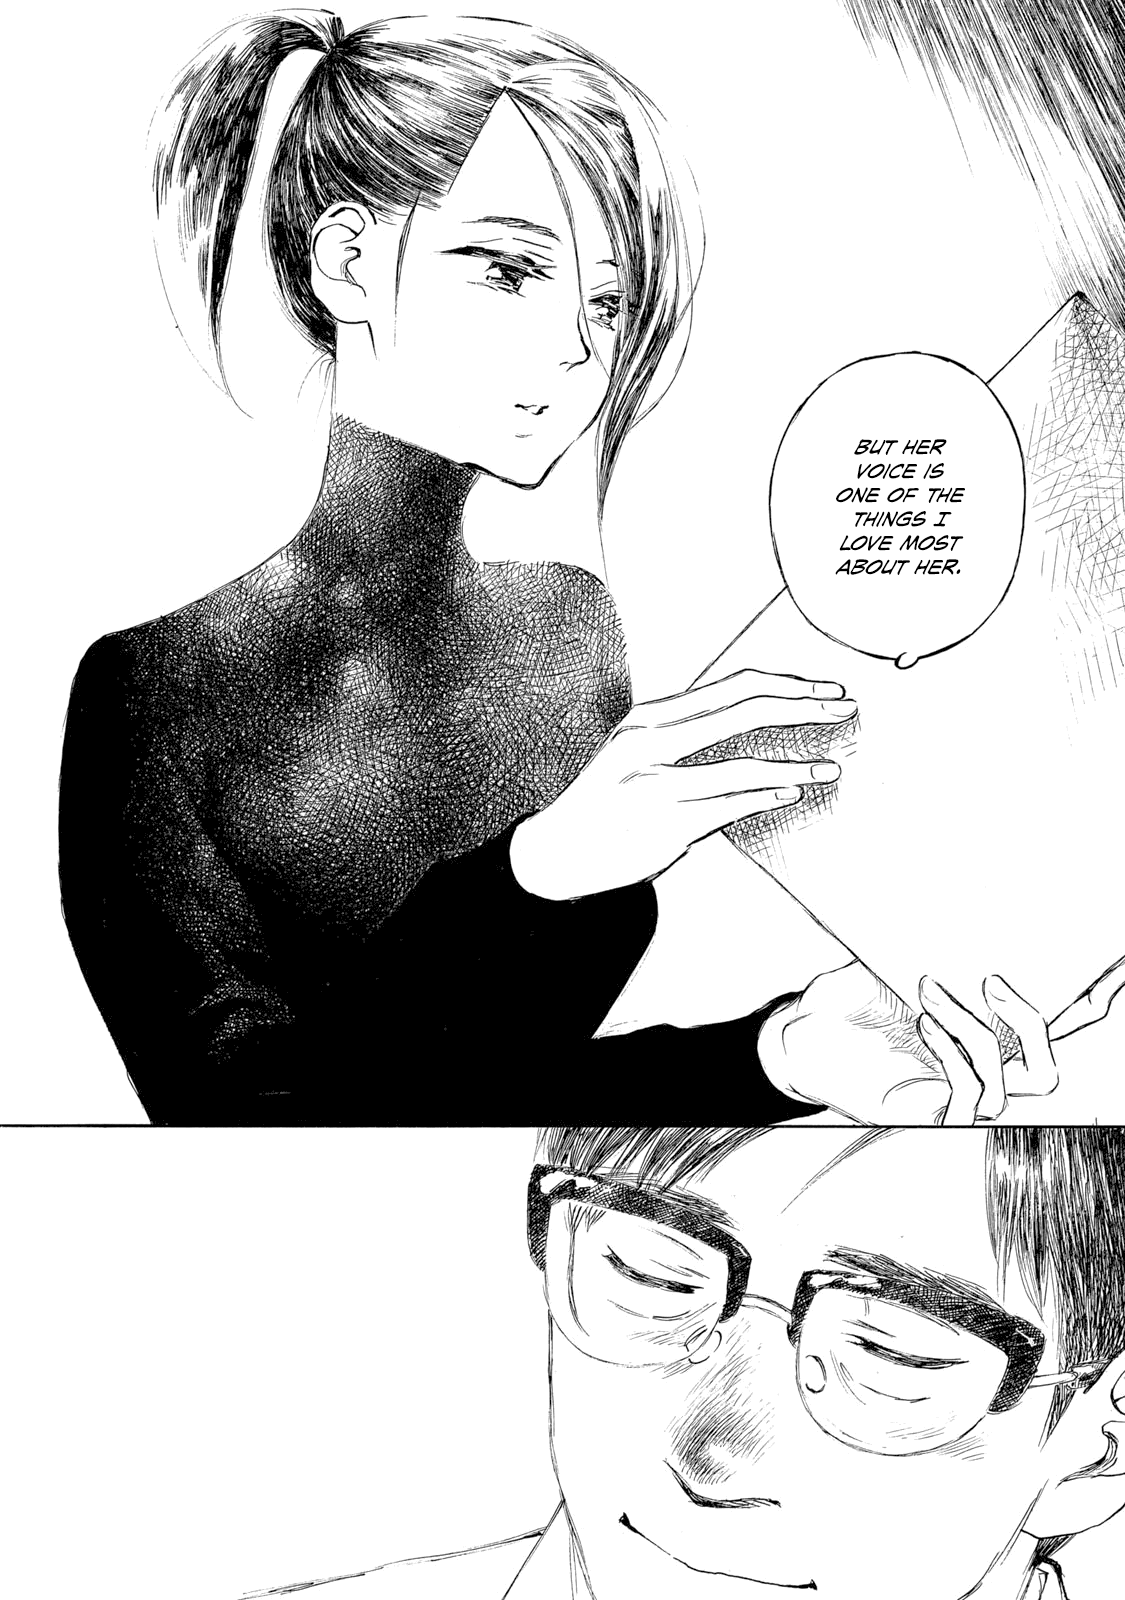 BUT HER
VOICE IS
ONE OF THE
THINGS I
LOVE MOST
ABOUT HER.